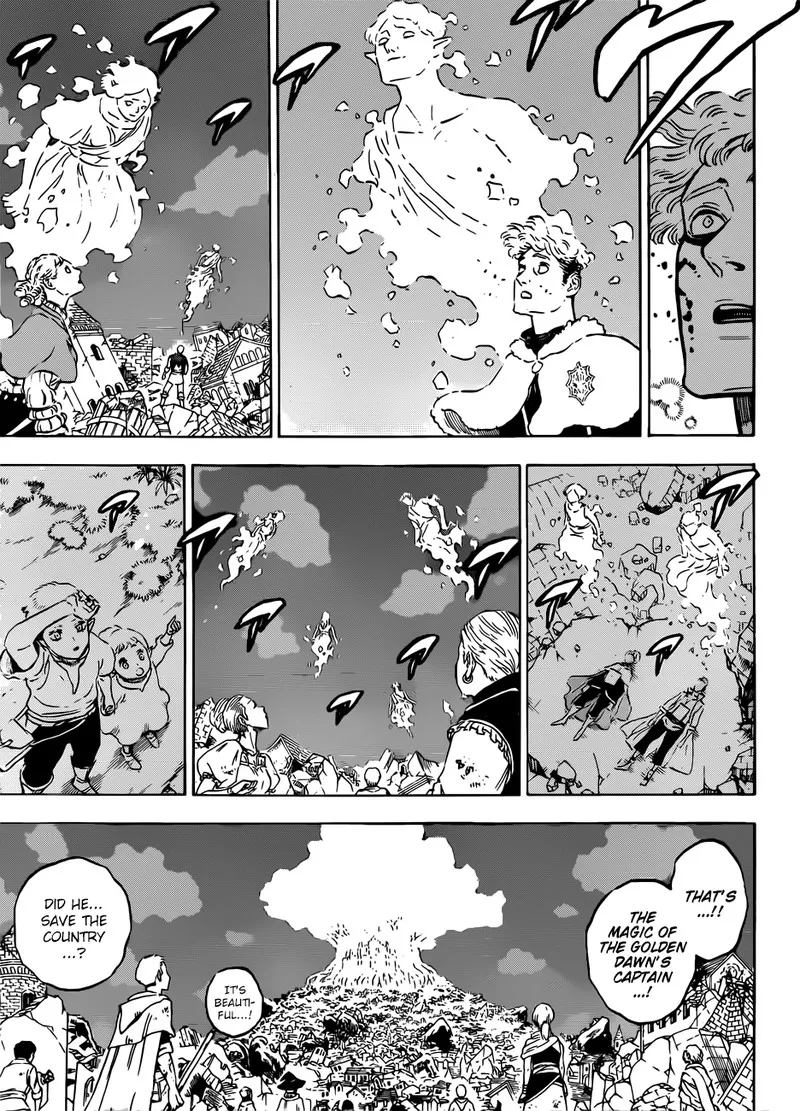 THAT'S
...!!
THE
MAGIC OF
THE GOLDEN
DAWN'S
CAPTAIN
...!
IT'S
BEAUTI-
FUL...!
DID HE...
SAVE THE
COUNTRY
...?